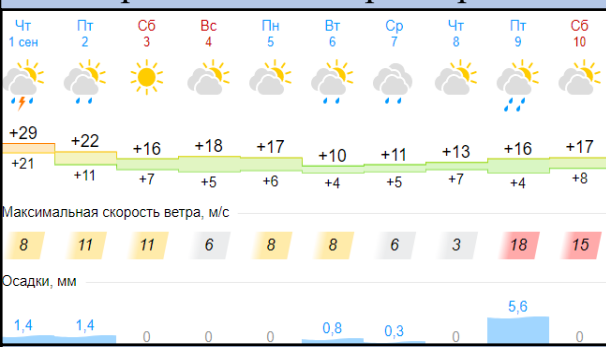 Чт Пт Сб Вс Пн Вт Ср Чт Пт Сб
1 сен 2 3 4 5 6 7 8 9 10
+29 +22 +16 +18 +17 +10 +11 +13 +16 +17
+21 +11 +7 +5 +6 +4 +5 +7 +4 +8
Максимальная скорость ветра, м/с
8 11 11 6 8 8 6 3 18 15
Осадки, мм
1,4 1,4 0 0 0 0,8 0,3 0 5,6 0